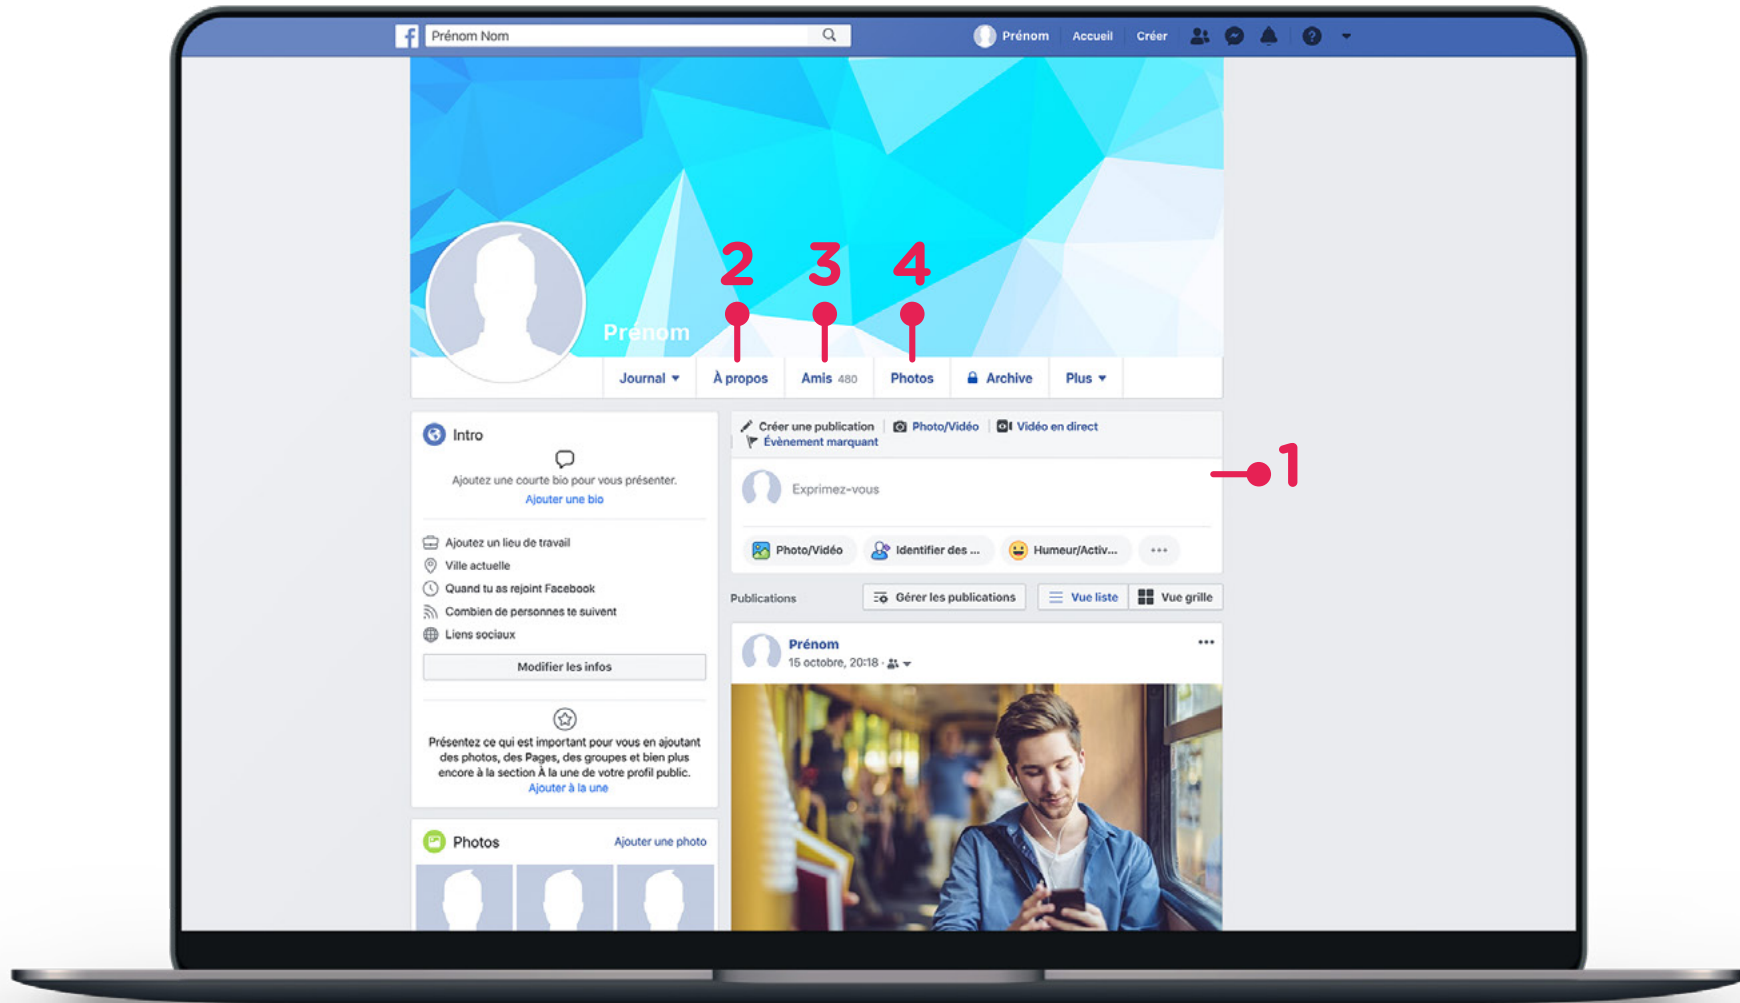 f Prénom Nom
Prénom Accueil Créer
2 3 4
Prénom
Journal À propos Amis 480 Photos Archive Plus
Intro
Ajoutez une courte bio pour vous présenter.
Ajouter une bio
Ajoutez un lieu de travail
Ville actuelle
Quand tu as rejoint Facebook
Combien de personnes te suivent
Liens sociaux
Modifier les infos
Présentez ce qui est important pour vous en ajoutant
des photos, des Pages, des groupes et bien plus
encore à la section À la une de votre profil public.
Ajouter à la une
Photos Ajouter une photo
Créer une publication Photo/Vidéo Vidéo en direct
Évènement marquant
1
Exprimez-vous
Photo/Vidéo Identifier des ... Humeur/Activ... ...
Publications Gérer les publications Vue liste Vue grille
Prénom
15 octobre, 20:18